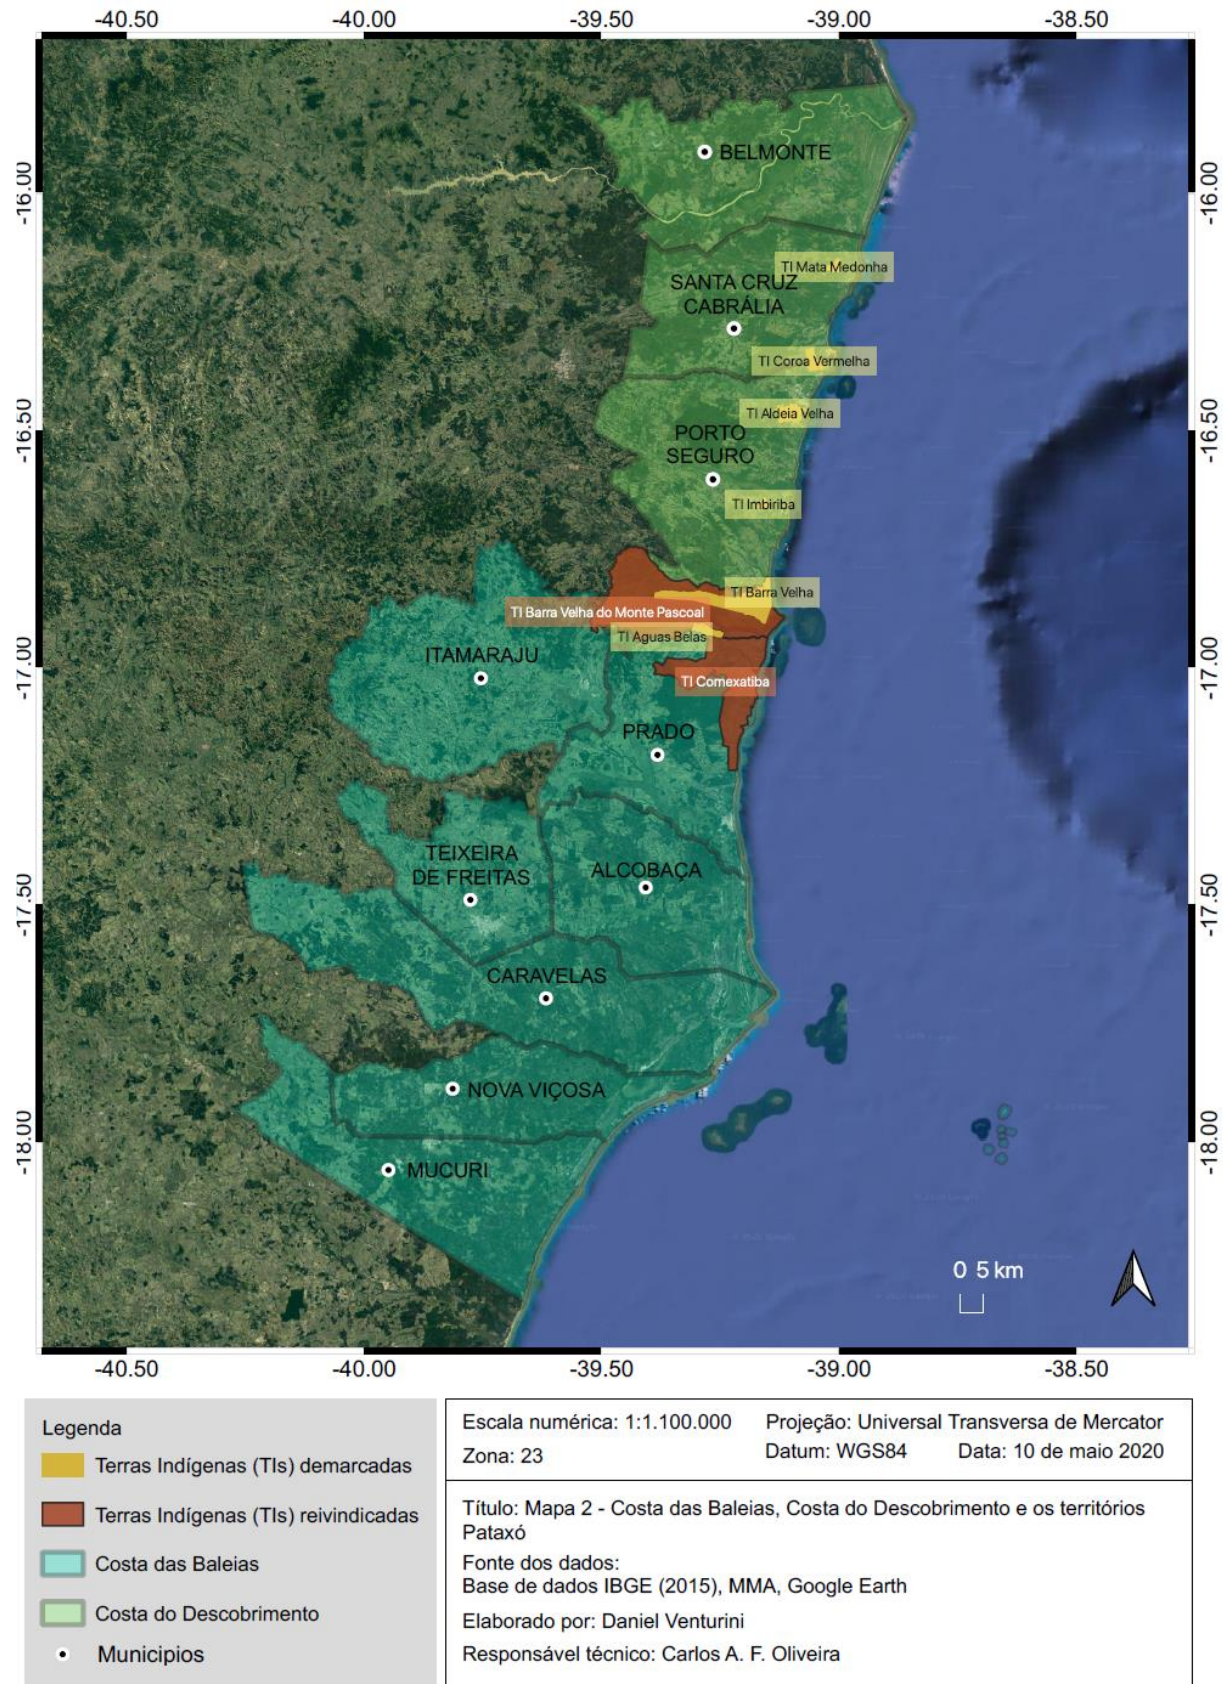 -40.50 -40.00 -39.50 -39.00 -38.50
-16.00 -16.00
BELMONTE
TI Mata Medonha
SANTA CRUZ
CABRÁLIA
TI Coroa Vermelha
TI Aldeia Velha
-16.50 -16.50
PORTO
SEGURO
TI Imbiriba
TI Barra Velha
TI Barra Velha do Monte Pascoal
TI Aguas Belas
-17.00 -17.00
ITAMARAJU
TI Comexatiba
PRADO
TEIXEIRA
DE FREITAS
ALCOBAÇA
-17.50 -17.50
CARAVELAS
NOVA VIÇOSA
-18.00 -18.00
MUCURI
0 5 km
-40.50 -40.00 -39.50 -39.00 -38.50
Legenda
Terras Indígenas (TIs) demarcadas
Terras Indígenas (TIs) reivindicadas
Costa das Baleias
Costa do Descobrimento
Municipios
Escala numérica: 1:1.100.000 Projeção: Universal Transversa de Mercator
Zona: 23 Datum: WGS84 Data: 10 de maio 2020
Título: Mapa 2 - Costa das Baleias, Costa do Descobrimento e os territórios
Pataxó
Fonte dos dados:
Base de dados IBGE (2015), MMA, Google Earth
Elaborado por: Daniel Venturini
Responsável técnico: Carlos A. F. Oliveira